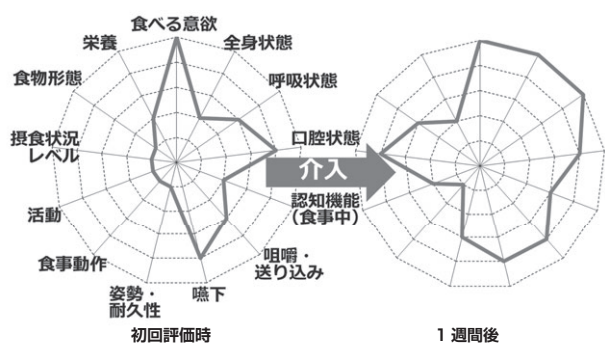 食べる意欲
全身状態
呼吸状態
口腔状態
認知機能
(食事中)
咀嚼・
送り込み
嚥下
姿勢・
耐久性
食事動作
活動
摂食状況
レベル
食物形態
栄養
介入
初回評価時
1 週間後